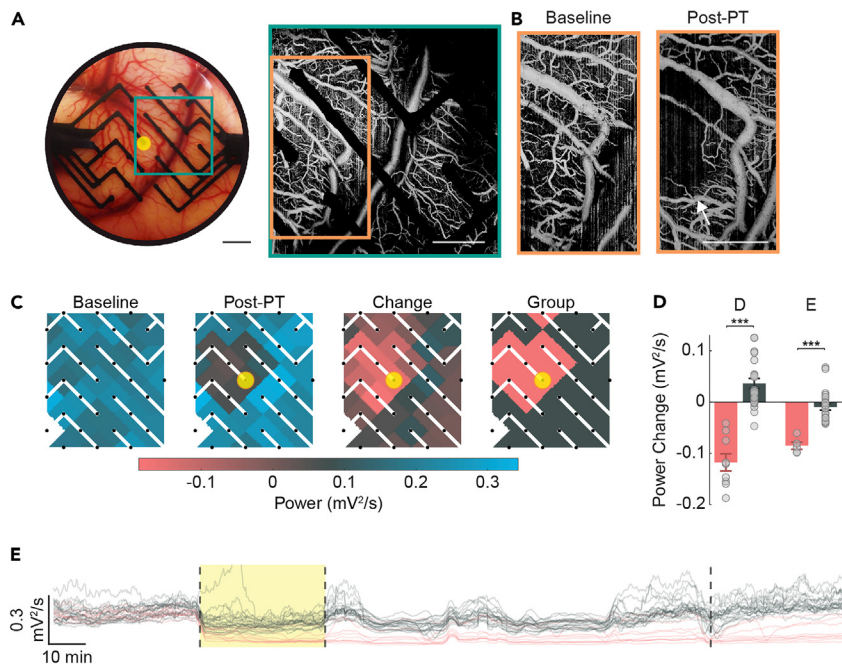 A
B
Baseline
Post-PT
C
Baseline
Post-PT
Change
Group
-0.1
0
0.1
0.2
0.3
Power (mV²/s)
D
D
E
***
***
0.1
0
-0.1
-0.2
Power Change (mV²/s)
E
0.3
mV²/s
10 min